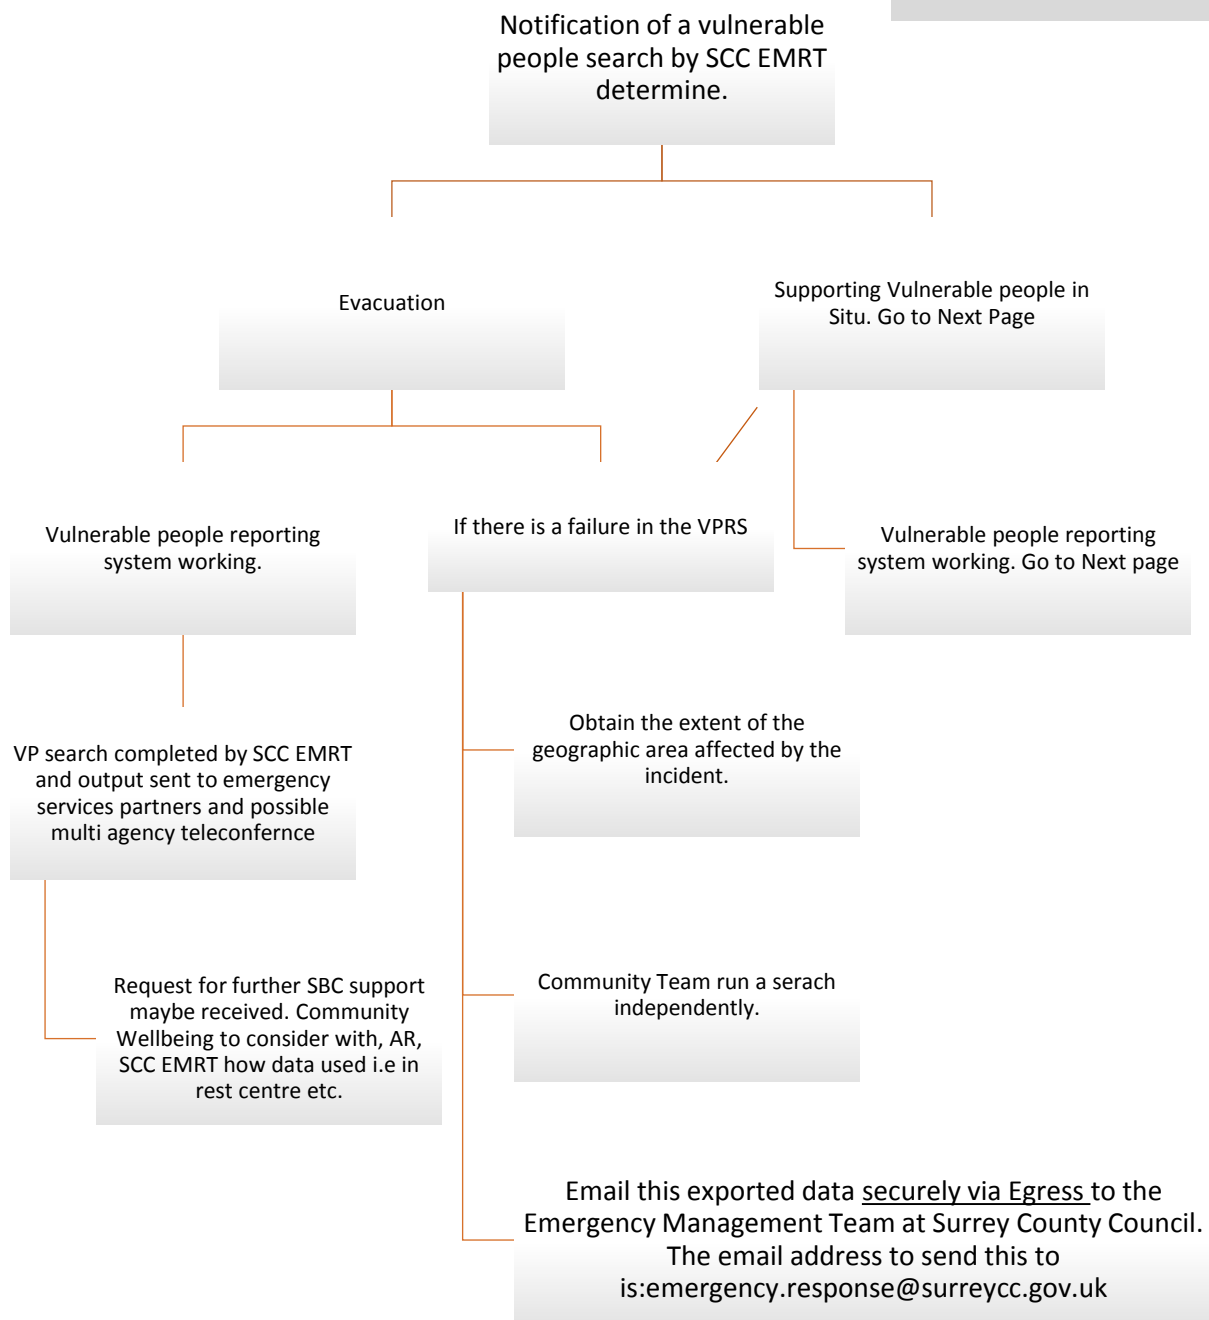 Notification of a vulnerable
people search by SCC EMRT
determine.
Evacuation
Supporting Vulnerable people in
Situ. Go to Next Page
Vulnerable people reporting
system working.
If there is a failure in the VPRS
Vulnerable people reporting
system working. Go to Next page
VP search completed by SCC EMRT
and output sent to emergency
services partners and possible
multi agency teleconfernce
Obtain the extent of the
geographic area affected by the
incident.
Request for further SBC support
maybe received. Community
Wellbeing to consider with, AR,
SCC EMRT how data used i.e in
rest centre etc.
Community Team run a serach
independently.
Email this exported data securely via Egress to the
Emergency Management Team at Surrey County Council.
The email address to send this to
is:emergency.response@surreycc.gov.uk